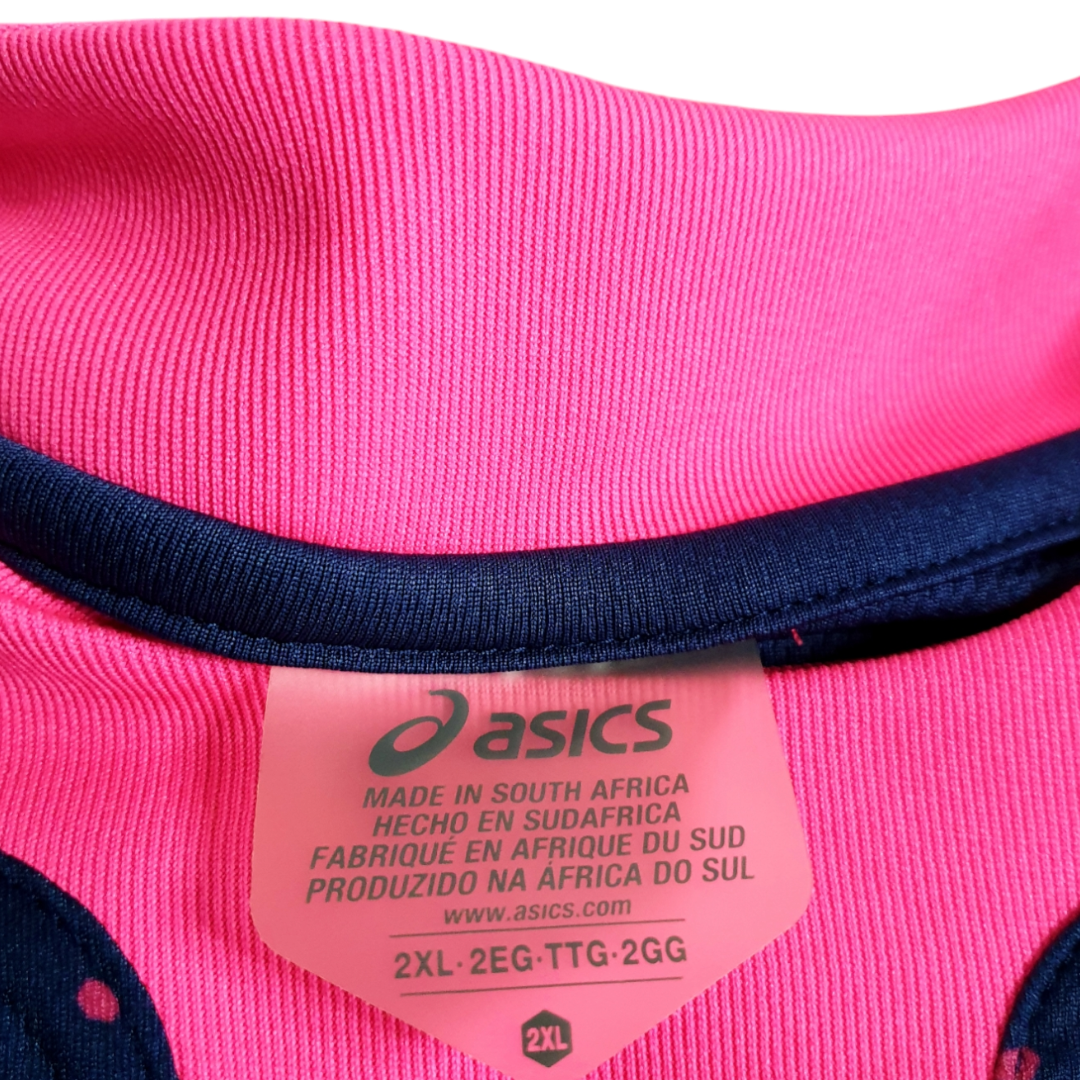 asics
MADE IN SOUTH AFRICA
HECHO EN SUDAFRICA
FABRIQUÉ EN AFRIQUE DU SUD
PRODUZIDO NA ÁFRICA DO SUL
www.asics.com
2XL·2EG·TTG·2GG
2XL